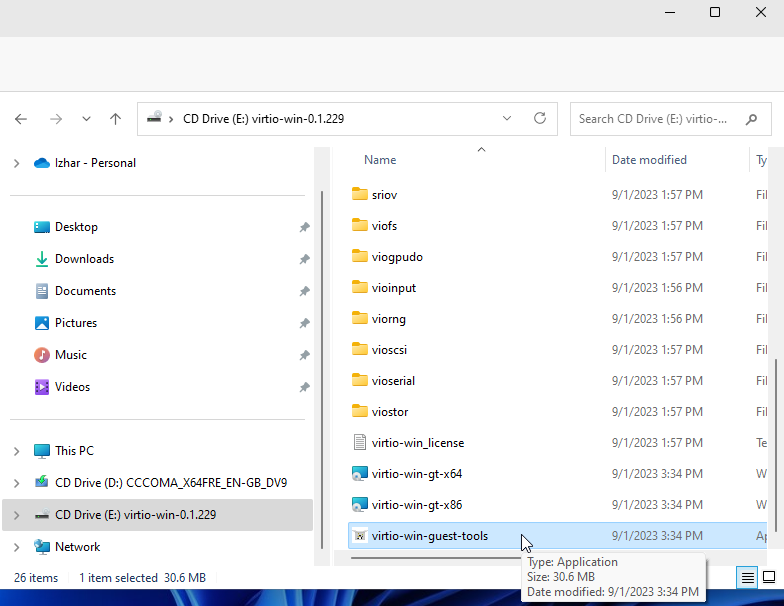 CD Drive (E:) virtio-win-0.1.229
Search CD Drive (E:) virtio-...
Izhar - Personal
Desktop
Downloads
Documents
Pictures
Music
Videos
This PC
CD Drive (D:) CCCOMA_X64FRE_EN-GB_DV9
CD Drive (E:) virtio-win-0.1.229
Network
Name Date modified Ty
sriov 9/1/2023 1:57 PM Fil
viofs 9/1/2023 1:57 PM Fil
viogpudo 9/1/2023 1:57 PM Fil
vioinput 9/1/2023 1:56 PM Fil
viorng 9/1/2023 1:56 PM Fil
vioscsi 9/1/2023 1:57 PM Fil
vioserial 9/1/2023 1:57 PM Fil
viostor 9/1/2023 1:57 PM Fil
virtio-win_license 9/1/2023 1:57 PM Te
virtio-win-gt-x64 9/1/2023 3:34 PM W
virtio-win-gt-x86 9/1/2023 3:34 PM W
virtio-win-guest-tools 9/1/2023 3:34 PM Ap
Type: Application
Size: 30.6 MB
Date modified: 9/1/2023 3:34 PM
26 items 1 item selected 30.6 MB